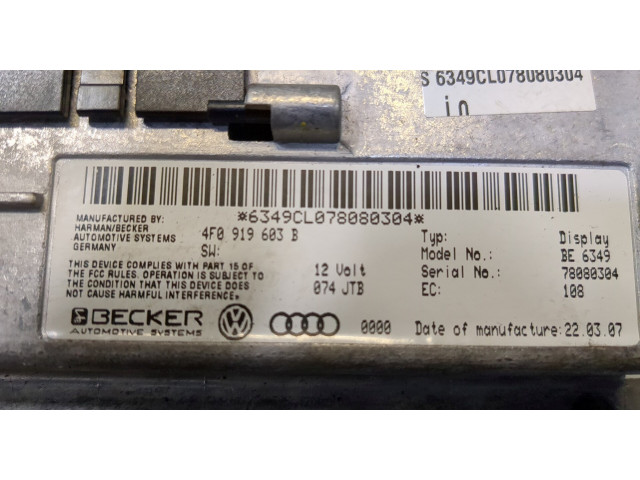 S 6349CL078080304
*6349CL078080304*
MANUFACTURED BY:
HARMAN/BECKER
AUTOMOTIVE SYSTEMS
GERMANY
4F0 919 603 B
SW:
Typ: Display
Model No.: BE 6349
Serial No.: 78080304
EC: 108
THIS DEVICE COMPLIES WITH PART 15 OF
THE FCC RULES. OPERATION IS SUBJECT TO
THE CONDITION THAT THIS DEVICE DOES
NOT CAUSE HARMFUL INTERFERENCE.
12 Volt
074 JTB
BECKER
AUTOMOTIVE SYSTEMS
0000
Date of manufacture: 22.03.07